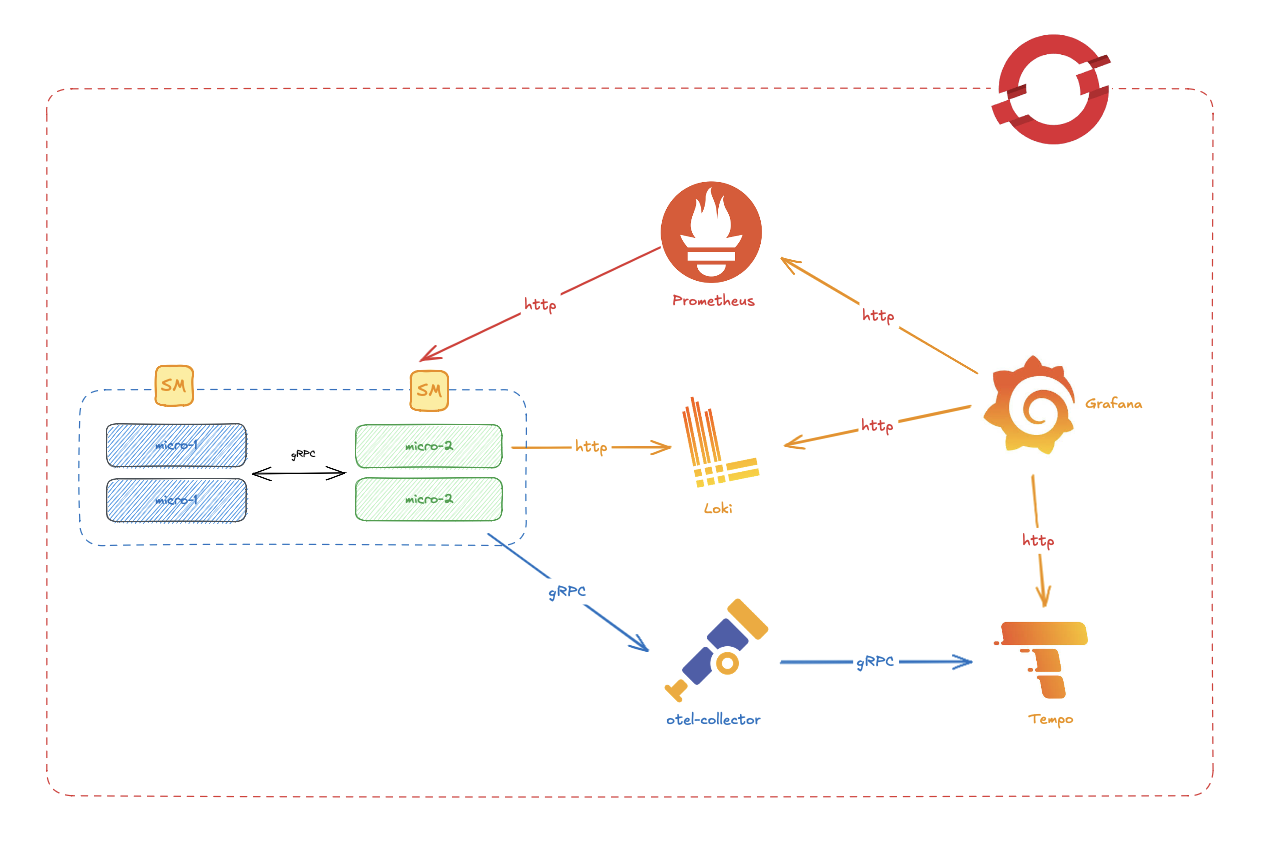 http
Prometheus
http
SM
SM
Grafana
micro-1
gRPC
micro-2
http
http
micro-1
micro-2
Loki
http
gRPC
gRPC
otel-collector
Tempo